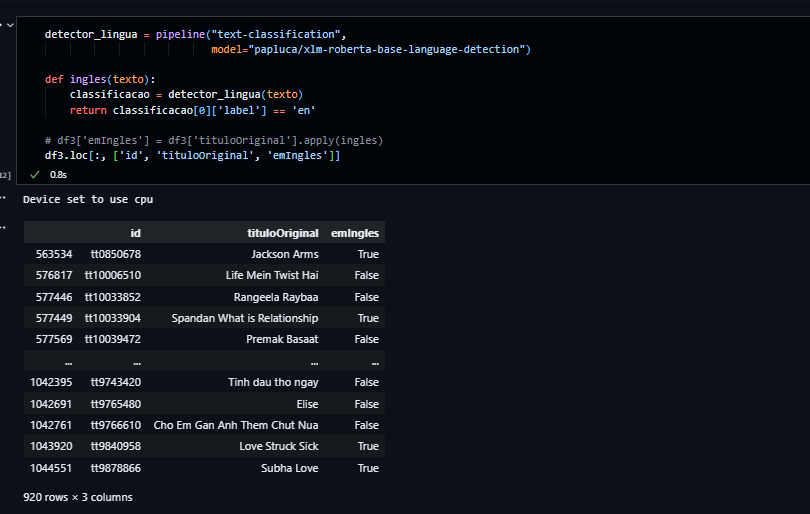 detector_lingua = pipeline("text-classification",
model="papluca/xlm-roberta-base-language-detection")
def ingles(texto):
classificacao = detector_lingua(texto)
return classificacao[0]['label'] == 'en'
# df3['emIngles'] = df3['tituloOriginal'].apply(ingles)
df3.loc[:, ['id', 'tituloOriginal', 'emIngles']]
12]
0.8s
Device set to use cpu
id tituloOriginal emIngles
563534 tt0850678 Jackson Arms True
576817 tt10006510 Life Mein Twist Hai False
577446 tt10033852 Rangeela Raybaa False
577449 tt10033904 Spandan What is Relationship True
577569 tt10039472 Premak Basaat False
... ... ... ...
1042395 tt9743420 Tinh dau tho ngay False
1042691 tt9765480 Elise False
1042761 tt9766610 Cho Em Gan Anh Them Chut Nua False
1043920 tt9840958 Love Struck Sick True
1044551 tt9878866 Subha Love True
920 rows × 3 columns